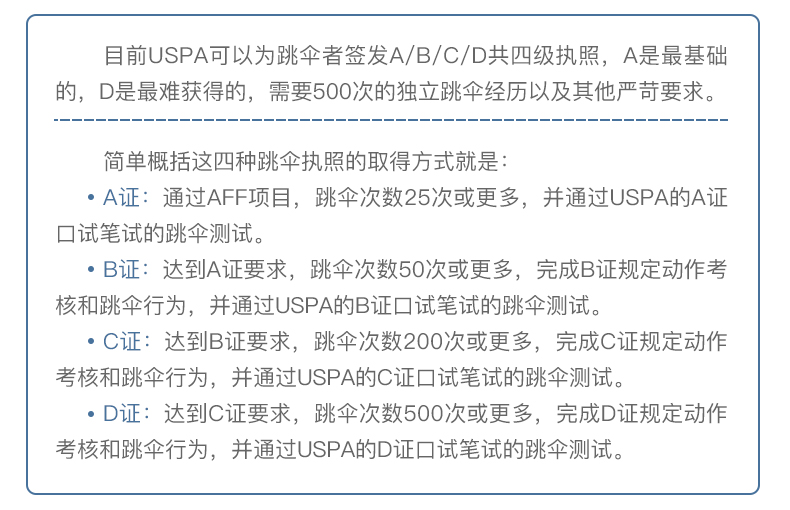 目前USPA可以为跳伞者签发A/B/C/D共四级执照，A是最基础
的，D是最难获得的，需要500次的独立跳伞经历以及其他严苛要求。
简单概括这四种跳伞执照的取得方式就是：
• A证：通过AFF项目，跳伞次数25次或更多，并通过USPA的A证
口试笔试的跳伞测试。
• B证：达到A证要求，跳伞次数50次或更多，完成B证规定动作考
核和跳伞行为，并通过USPA的B证口试笔试的跳伞测试。
• C证：达到B证要求，跳伞次数200次或更多，完成C证规定动作
考核和跳伞行为，并通过USPA的C证口试笔试的跳伞测试。
• D证：达到C证要求，跳伞次数500次或更多，完成D证规定动作
考核和跳伞行为，并通过USPA的D证口试笔试的跳伞测试。